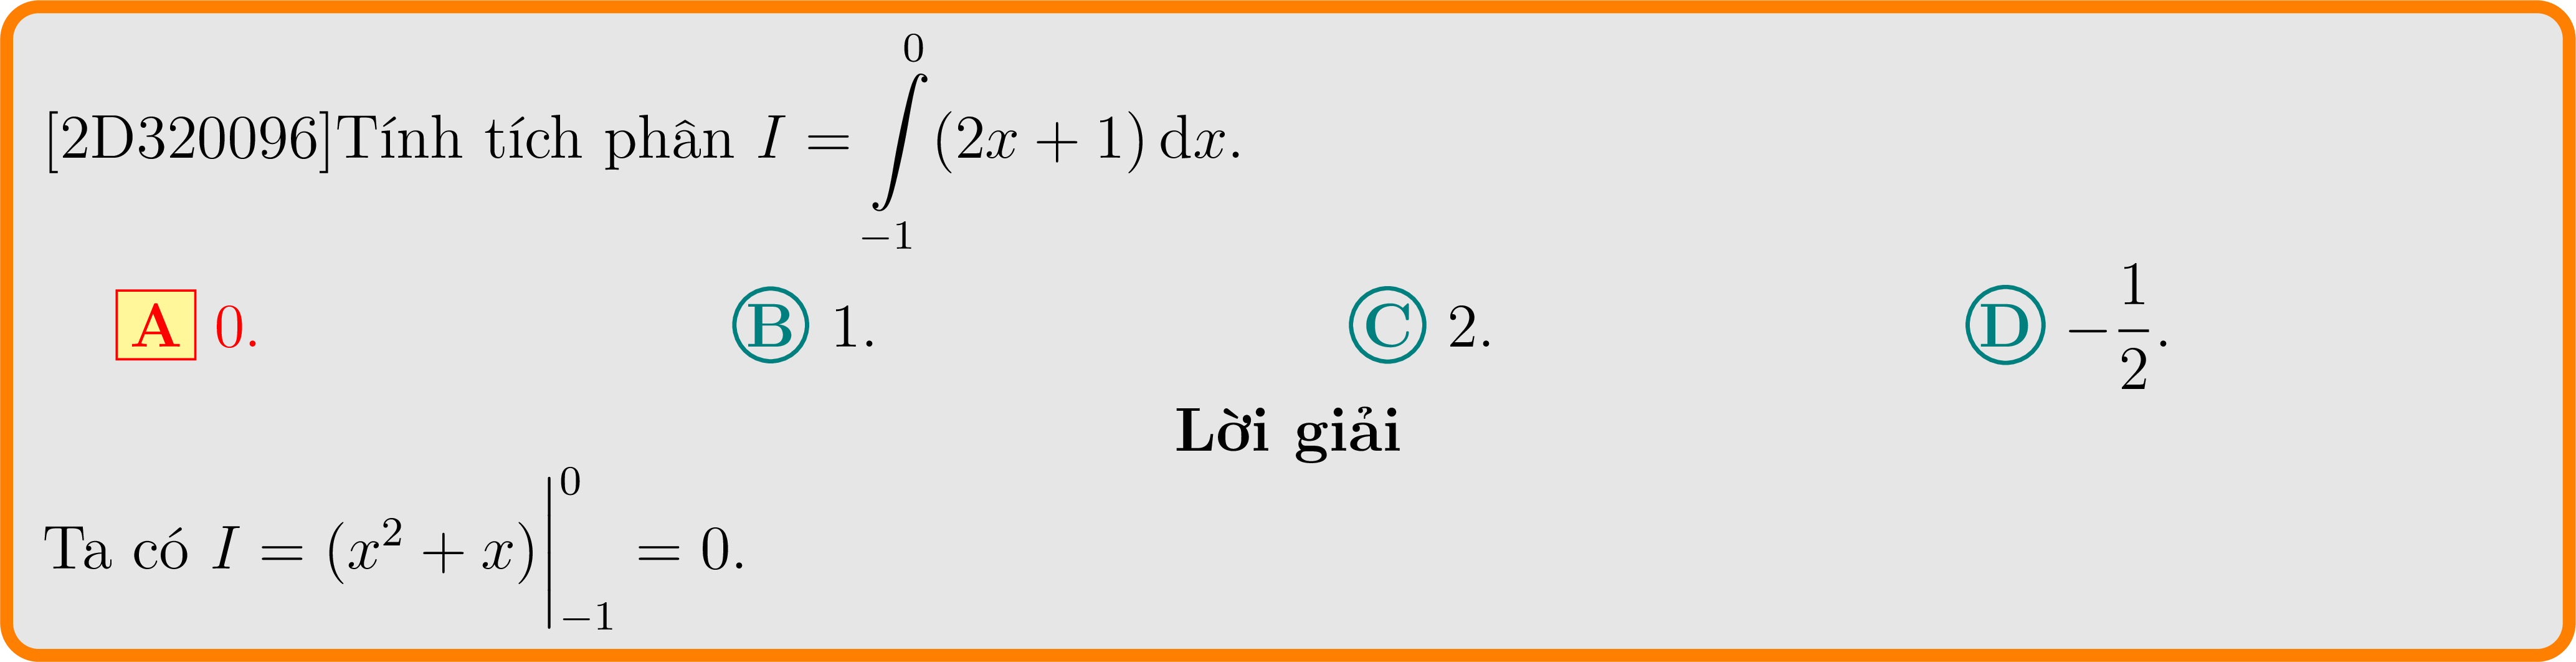 [2D320096]Tính tích phân $I = \int\limits_{-1}^{0} (2x + 1)\,\mathrm{d}x$.
A 0. B 1. C 2. D $-\frac{1}{2}$.
Lời giải
Ta có $I = (x^2 + x)\Big|_{-1}^{0} = 0$.